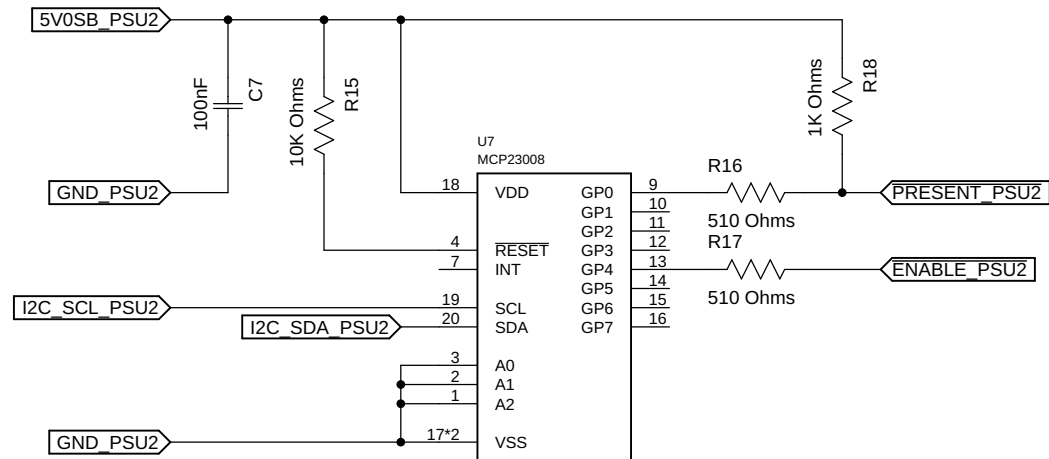 5V0SB_PSU2
100nF
C7
10K Ohms
R15
1K Ohms
R18
U7
MCP23008
GND_PSU2
R16
510 Ohms
PRESENT_PSU2
R17
510 Ohms
ENABLE_PSU2
18 VDD GP0 9
GP1 10
GP2 11
4 RESET GP3 12
7 INT GP4 13
GP5 14
I2C_SCL_PSU2 19 SCL GP6 15
I2C_SDA_PSU2 20 SDA GP7 16
3 A0
2 A1
1 A2
GND_PSU2 17*2 VSS